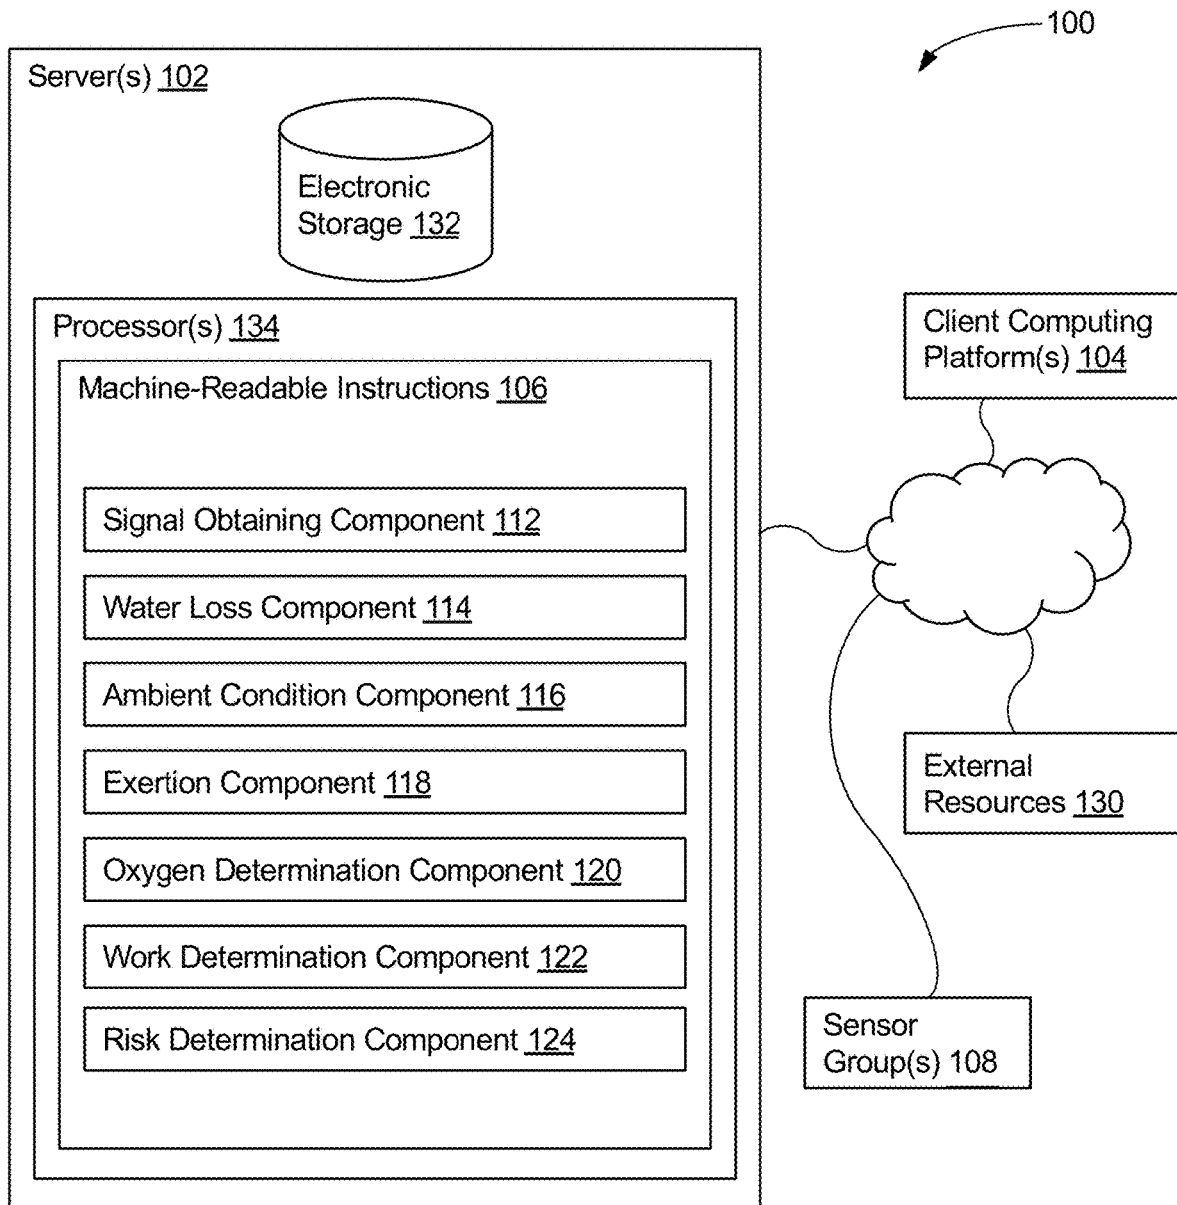 100
Server(s) 102
Electronic
Storage 132
Processor(s) 134
Machine-Readable Instructions 106
Signal Obtaining Component 112
Water Loss Component 114
Ambient Condition Component 116
Exertion Component 118
Oxygen Determination Component 120
Work Determination Component 122
Risk Determination Component 124
Client Computing
Platform(s) 104
External
Resources 130
Sensor
Group(s) 108